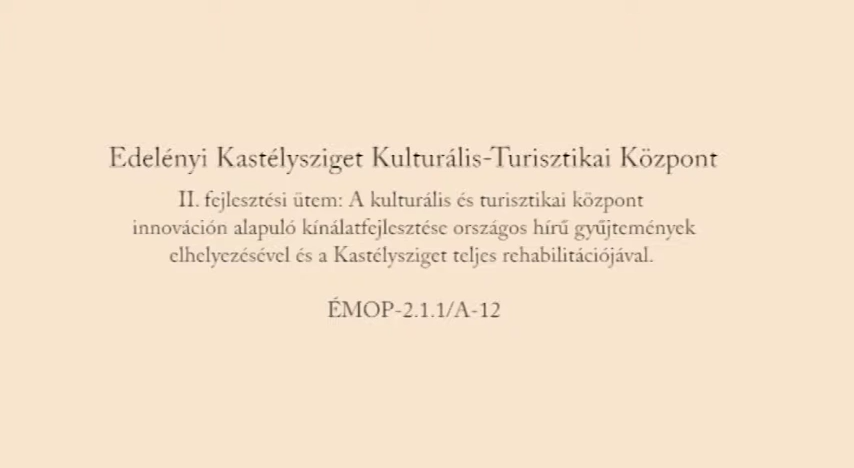 Edelényi Kastélysziget Kulturális-Turisztikai Központ
II. fejlesztési ütem: A kulturális és turisztikai központ
innováción alapuló kínálatfejlesztése országos hírű gyűjtemények
elhelyezésével és a Kastélysziget teljes rehabilitációjával.
ÉMOP-2.1.1/A-12